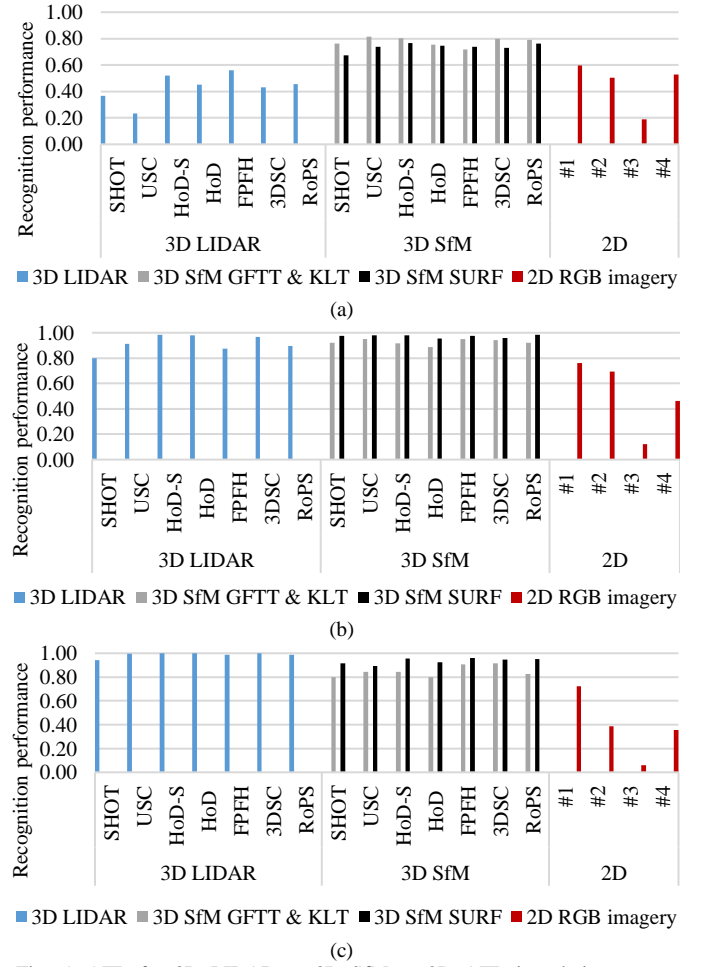 Recognition performance
1.00
0.80
0.60
0.40
0.20
0.00
SHOT
USC
HoD-S
HoD
FPFH
3DSC
RoPS
SHOT
USC
HoD-S
HoD
FPFH
3DSC
RoPS
#1
#2
#3
#4
3D LIDAR 3D SfM 2D
3D LIDAR 3D SfM GFTT & KLT 3D SfM SURF 2D RGB imagery
(a)
Recognition performance
1.00
0.80
0.60
0.40
0.20
0.00
SHOT
USC
HoD-S
HoD
FPFH
3DSC
RoPS
SHOT
USC
HoD-S
HoD
FPFH
3DSC
RoPS
#1
#2
#3
#4
3D LIDAR 3D SfM 2D
3D LIDAR 3D SfM GFTT & KLT 3D SfM SURF 2D RGB imagery
(b)
Recognition performance
1.00
0.80
0.60
0.40
0.20
0.00
SHOT
USC
HoD-S
HoD
FPFH
3DSC
RoPS
SHOT
USC
HoD-S
HoD
FPFH
3DSC
RoPS
#1
#2
#3
#4
3D LIDAR 3D SfM 2D
3D LIDAR 3D SfM GFTT & KLT 3D SfM SURF 2D RGB imagery
(c)